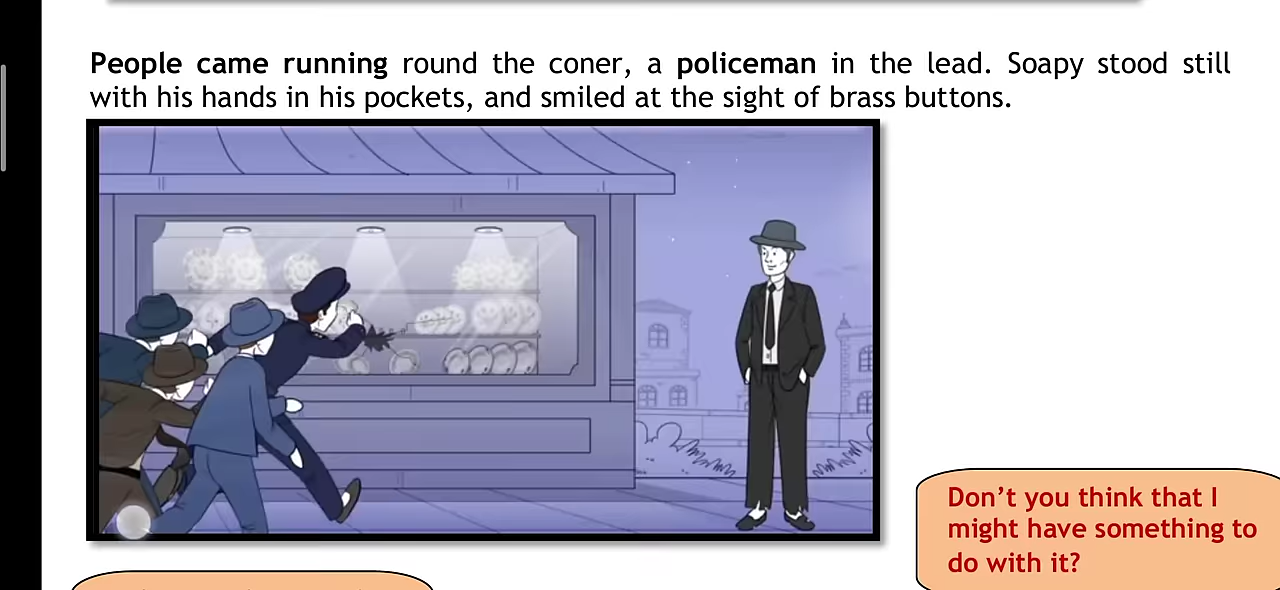 People came running round the coner, a policeman in the lead. Soapy stood still
with his hands in his pockets, and smiled at the sight of brass buttons.
Don’t you think that I
might have something to
do with it?